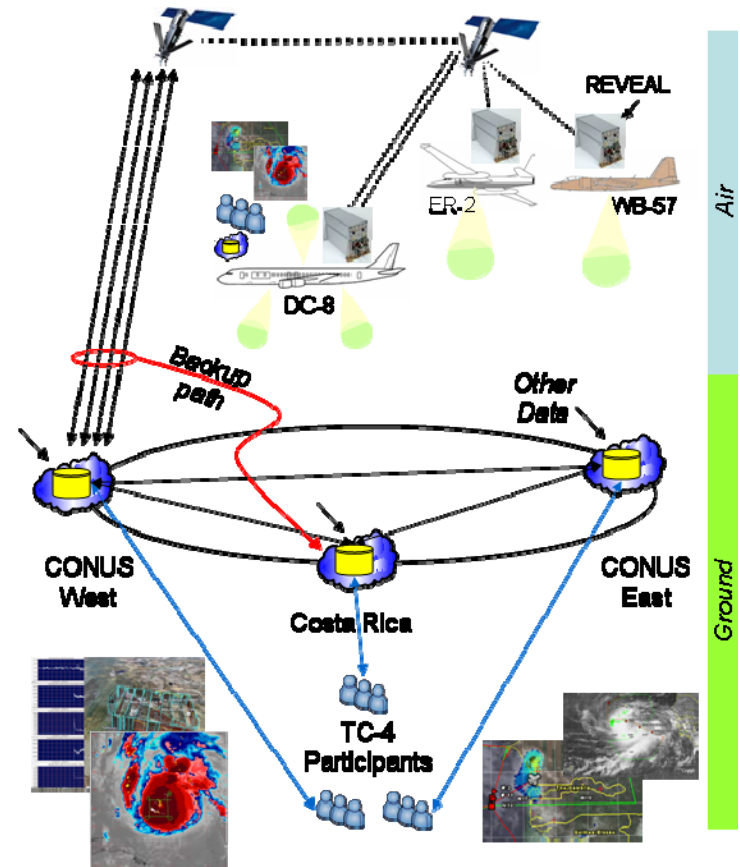 REVEAL
Air
ER-2
WB-57
DC-8
Backup
path
Other
Data
CONUS
West
CONUS
East
Costa Rica
Ground
TC-4
Participants